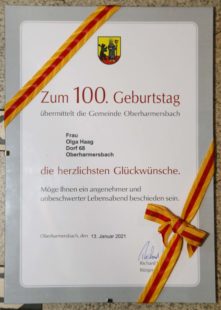 Zum 100. Geburtstag
übermittelt die Gemeinde Oberharmersbach
Frau
Olga Haag
Dorf 68
Oberharmersbach
die herzlichsten Glückwünsche.
Möge Ihnen ein angenehmer und
unbeschwerter Lebensabend beschieden sein.
Oberharmersbach, den 13. Januar 2021
Richard